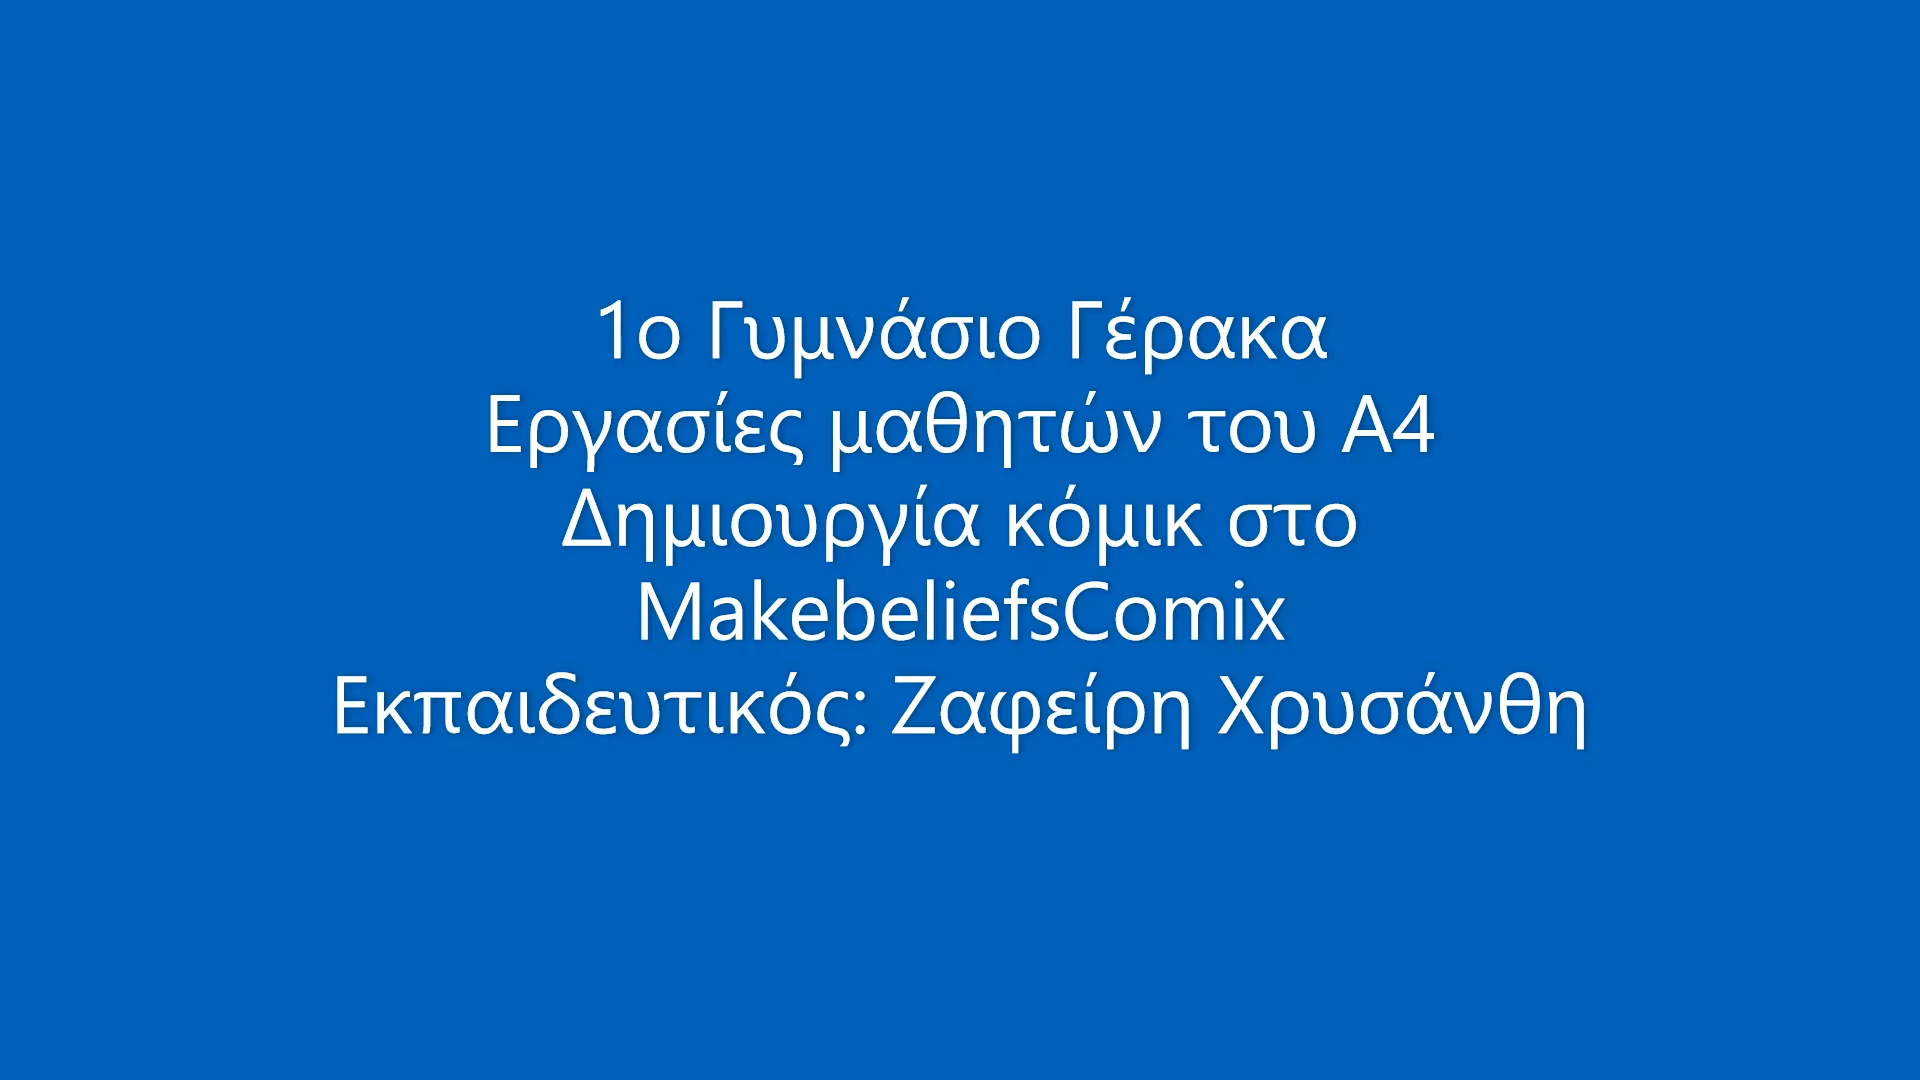 1ο Γυμνάσιο Γέρακα
Εργασίες μαθητών του Α4
Δημιουργία κόμικ στο
MakebeliefsComix
Εκπαιδευτικός: Ζαφείρη Χρυσάνθη